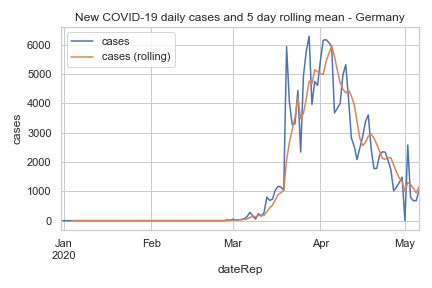 New COVID-19 daily cases and 5 day rolling mean - Germany
cases
cases (rolling)
cases
6000
5000
4000
3000
2000
1000
0
Jan
2020
Feb
Mar
Apr
May
dateRep